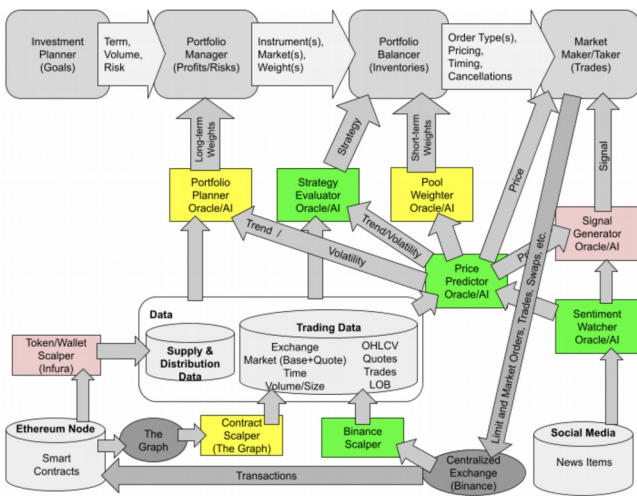 Investment
Planner
(Goals)
Term,
Volume,
Risk
Portfolio
Manager
(Profits/Risks)
Instrument(s),
Market(s),
Weight(s)
Portfolio
Balancer
(Inventories)
Order Type(s),
Pricing,
Timing,
Cancellations
Market
Maker/Taker
(Trades)
Long-term
Weights
Strategy
Short-term
Weights
Price
Signal
Portfolio
Planner
Oracle/AI
Strategy
Evaluator
Oracle/AI
Pool
Weighter
Oracle/AI
Signal
Generator
Oracle/AI
Trend /
Volatility
Trend/Volatility
Price
Predictor
Oracle/AI
Limit and Market Orders, Trades, Swaps, etc.
Sentiment
Watcher
Oracle/AI
Data
Supply &
Distribution
Data
Trading Data
Exchange
Market (Base+Quote)
Time
Volume/Size
OHLCV
Quotes
Trades
LOB
Token/Wallet
Scalper
(Infura)
Ethereum Node
Smart
Contracts
The
Graph
Contract
Scalper
(The Graph)
Binance
Scalper
Centralized
Exchange
(Binance)
Transactions
Social Media
News Items